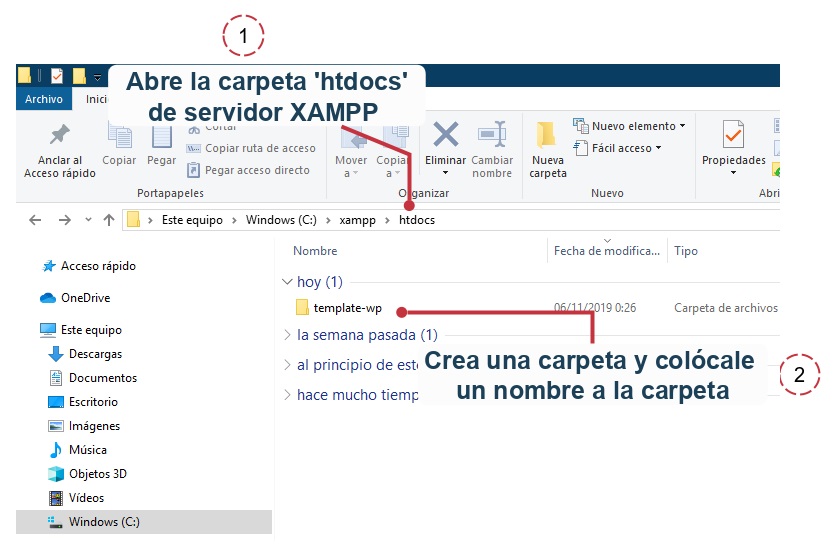 1
Abre la carpeta 'htdocs'
de servidor XAMPP
Archivo
Anclar al
Acceso rápido
Copiar
Pegar
Cortar
Copiar ruta de acceso
Pegar acceso directo
Portapapeles
Mover
a
Copiar
a
Eliminar
Cambiar
nombre
Organizar
Nueva
carpeta
Nuevo elemento
Fácil acceso
Nuevo
Propiedades
Este equipo > Windows (C:) > xampp > htdocs
Nombre
Fecha de modifica...
Tipo
Acceso rápido
OneDrive
Este equipo
Descargas
Documentos
Escritorio
Imágenes
Música
Objetos 3D
Vídeos
Windows (C:)
hoy (1)
template-wp
06/11/2019 0:26
Carpeta de archivos
la semana pasada (1)
al principio de
hace mucho
Crea una carpeta y colócale
un nombre a la carpeta
2